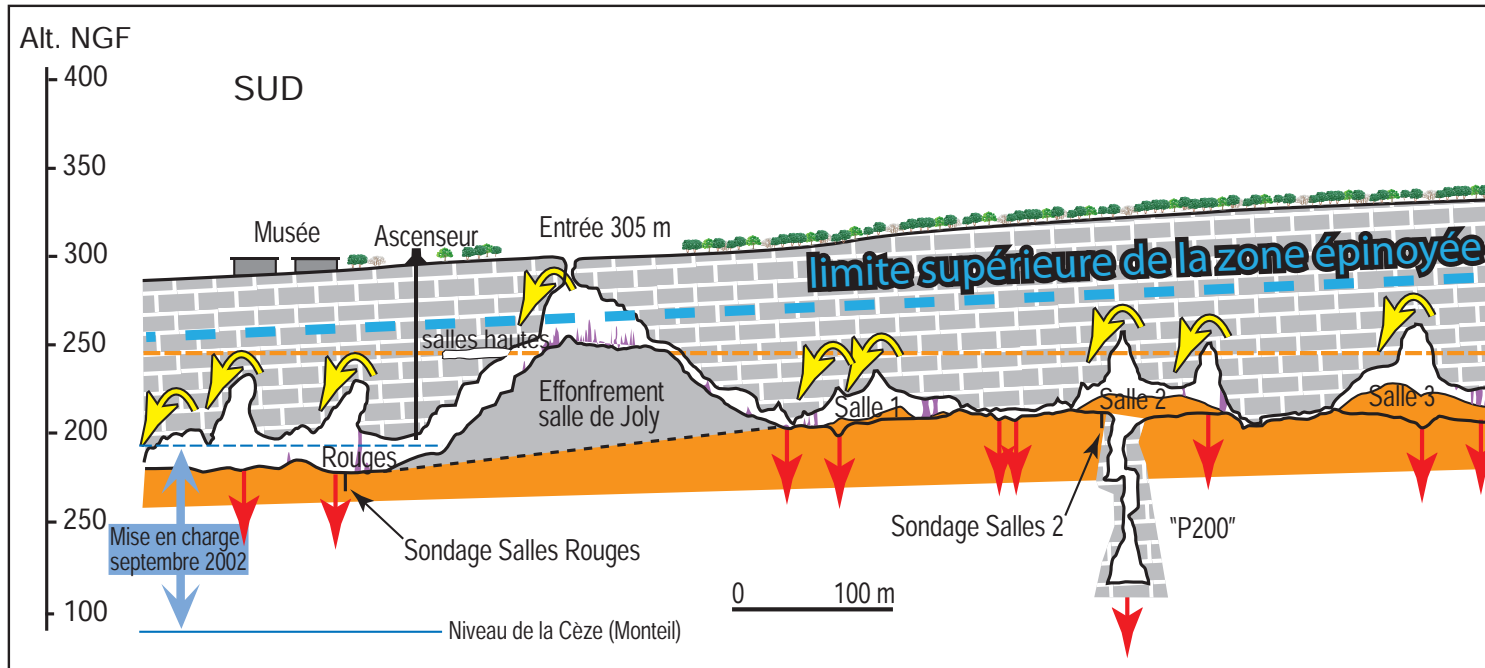 Alt. NGF
400
SUD
350
300
250
200
250
100
Musée
Ascenseur
Entrée 305 m
limite supérieure de la zone épinoyée
salles hautes
Effonfrement
salle de Joly
Salle 1
Salle 2
Salle 3
Rouges
Mise en charge
septembre 2002
Sondage Salles Rouges
Sondage Salles 2
"P200"
0 100 m
Niveau de la Cèze (Monteil)